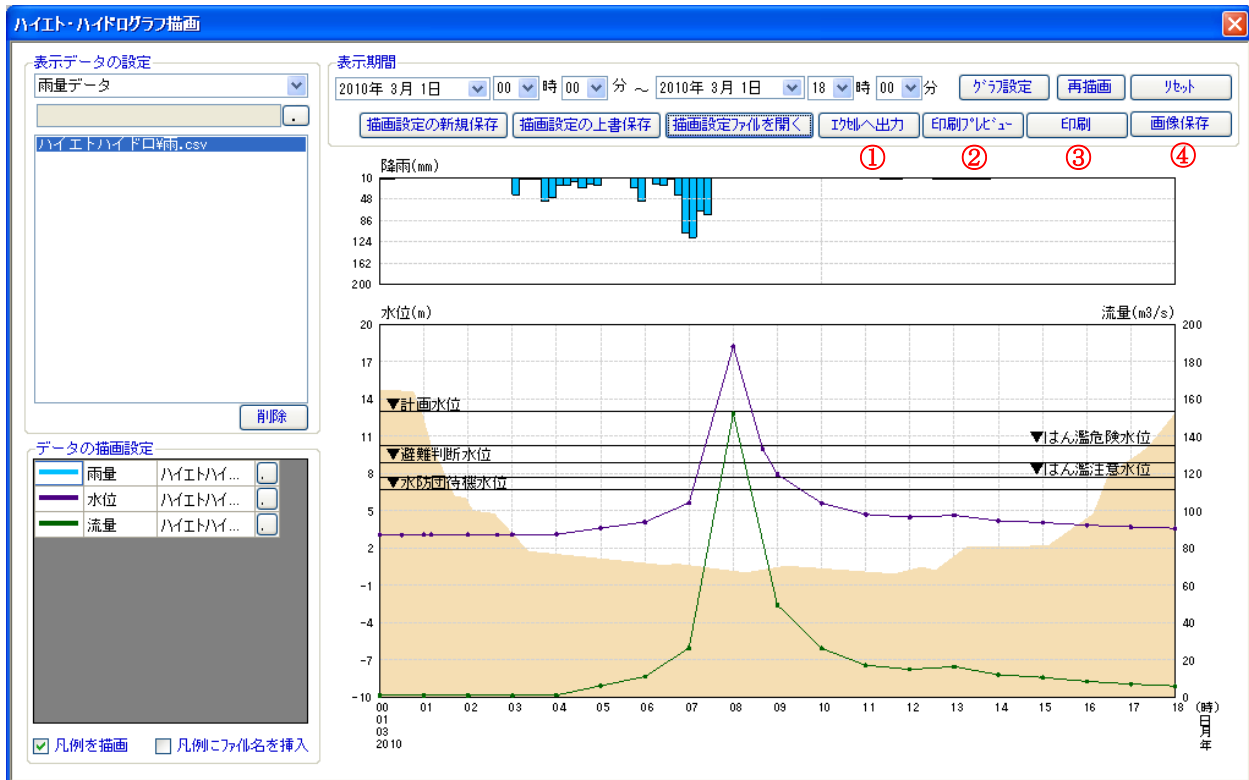 ハイエト・ハイドログラフ描画
表示データの設定
雨量データ
.
ハイエトハイドロ¥雨.csv
削除
データの描画設定
雨量 ハイエトハイ... .
水位 ハイエトハイ... .
流量 ハイエトハイ... .
凡例を描画 凡例にファイル名を挿入
表示期間
2010年 3月 1日 00 時 00 分 ～ 2010年 3月 1日 18 時 00 分 グラフ設定 再描画 リセット
描画設定の新規保存 描画設定の上書保存 描画設定ファイルを開く エクセルへ出力 印刷プレビュー 印刷 画像保存
① ② ③ ④
降雨(mm)
10
48
86
124
162
200
水位(m) 流量(m3/s)
20 200
17 180
14 160
▼計画水位
11 140
▼はん濫危険水位
▼避難判断水位
▼はん濫注意水位
8 120
▼水防団待機水位
5 100
2 80
-1 60
-4 40
-7 20
-10 0
00 01 02 03 04 05 06 07 08 09 10 11 12 13 14 15 16 17 18 (時)
01 日
03 月
2010 年